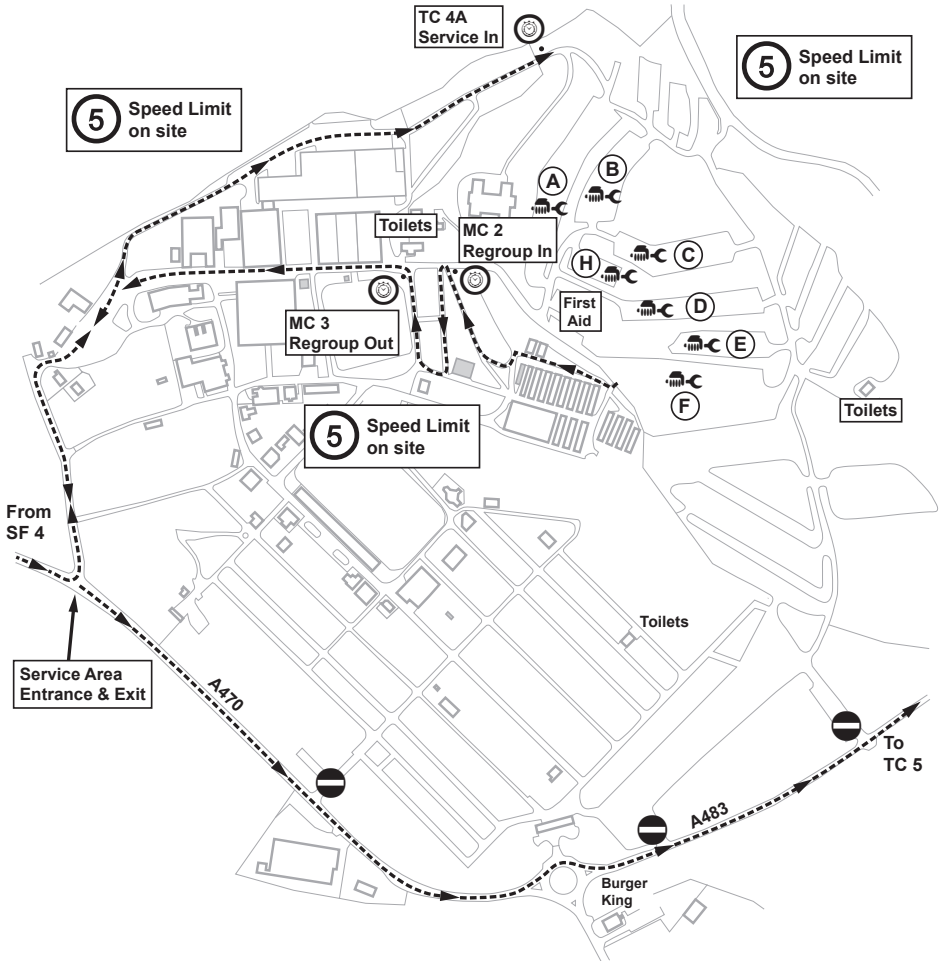 TC 4A
Service In
5
Speed Limit
on site
5
Speed Limit
on site
A
B
Toilets
MC 2
Regroup In
H
C
First
Aid
D
MC 3
Regroup Out
E
F
Toilets
5
Speed Limit
on site
From
SF 4
Toilets
Service Area
Entrance & Exit
A470
To
TC 5
A483
Burger
King